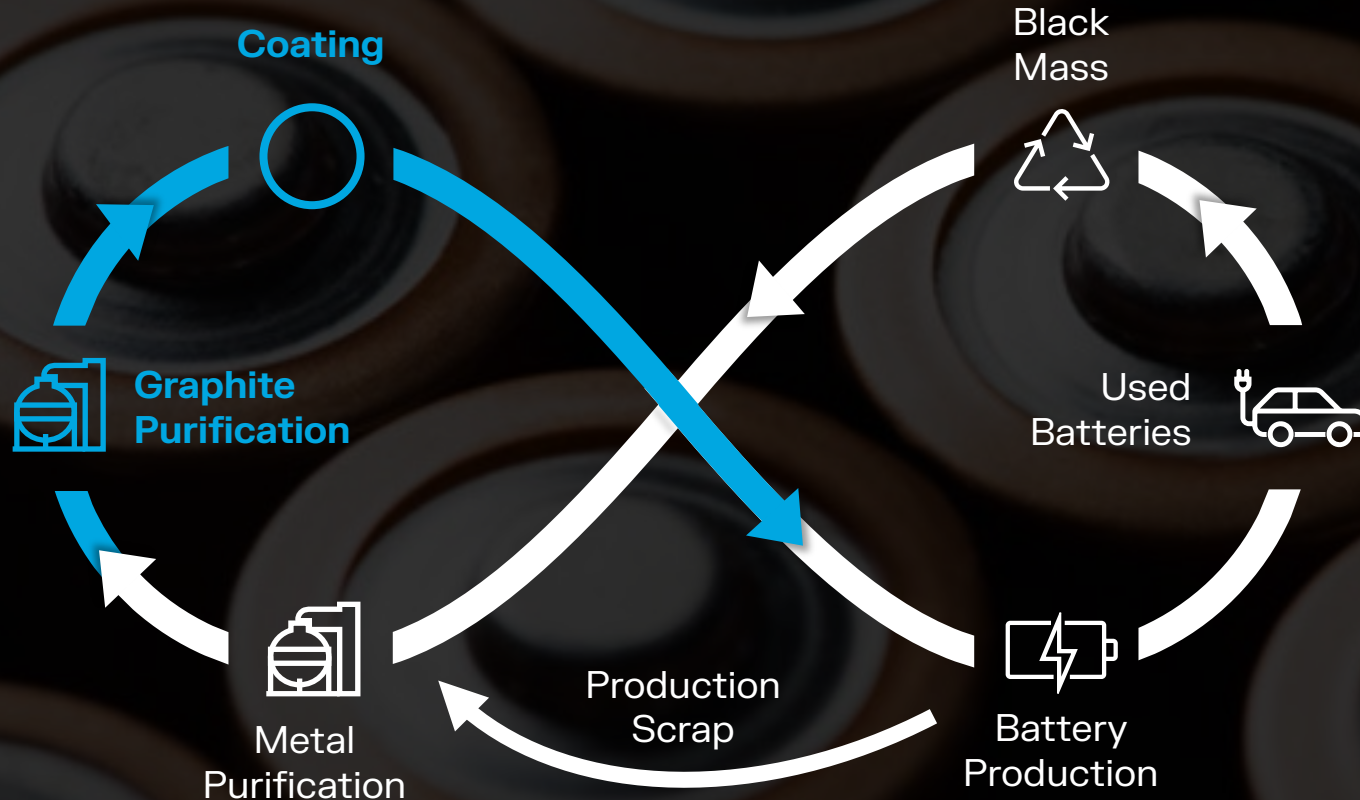 Coating
Black
Mass
Graphite
Purification
Used
Batteries
Production
Scrap
Metal
Purification
Battery
Production